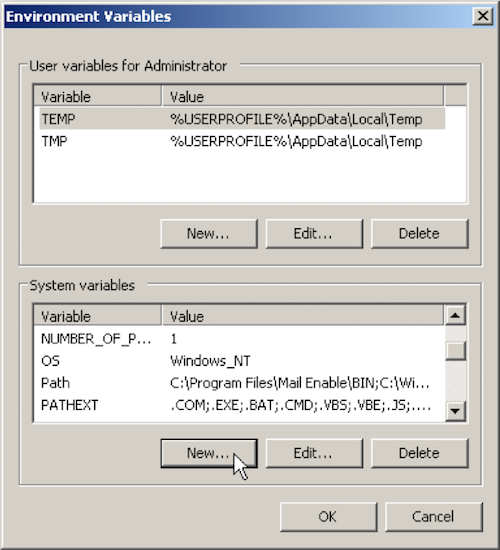 Environment Variables
User variables for Administrator
Variable Value
TEMP %USERPROFILE%\AppData\Local\Temp
TMP %USERPROFILE%\AppData\Local\Temp
New... Edit... Delete
System variables
Variable Value
NUMBER_OF_P... 1
OS Windows_NT
Path C:\Program Files\Mail Enable\BIN;C:\Wi...
PATHEXT .COM;.EXE;.BAT;.CMD;.VBS;.VBE;.JS;....
New... Edit... Delete
OK Cancel